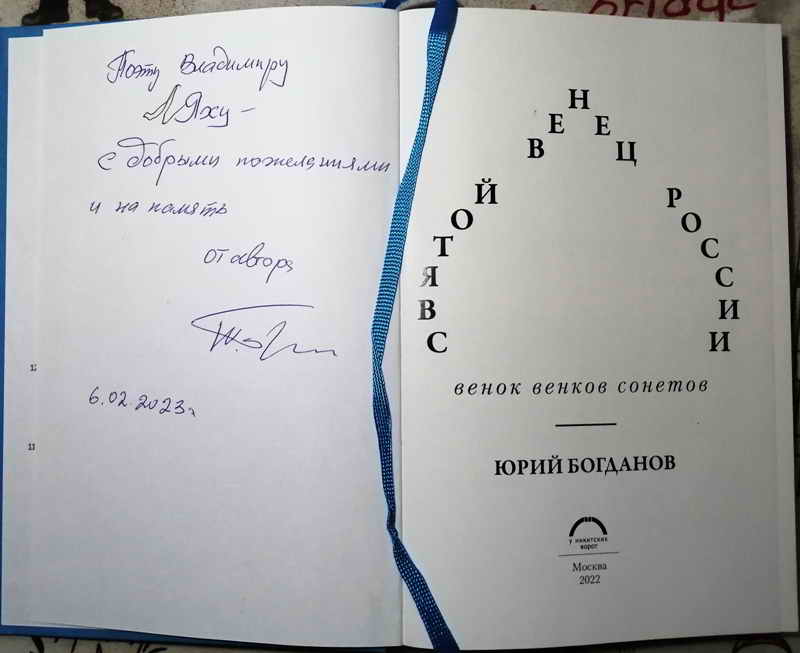 Поэту Владимиру
Яху –
с добрыми пожеланиями
и на память
от автора
6.02.2023г
СВЯТОЙ ВЕНЕЦ РОССИИ
венок венков сонетов
ЮРИЙ БОГДАНОВ
У НИКИТСКИХ
ВОРОТ
Москва
2022